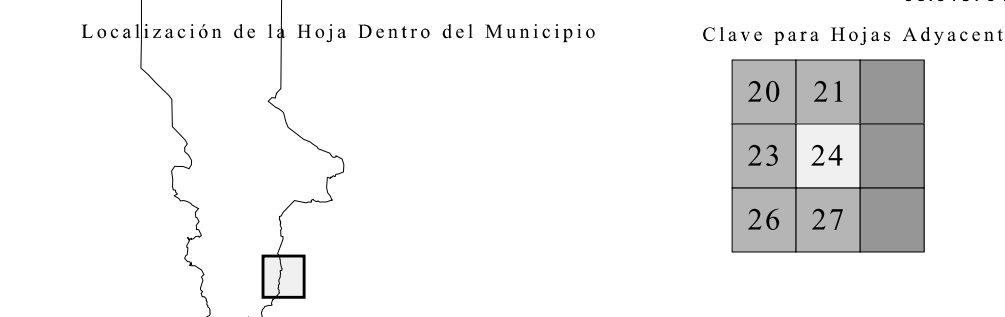 Localización de la Hoja Dentro del Municipio
Clave para Hojas Adyacent
20 21
23 24
26 27